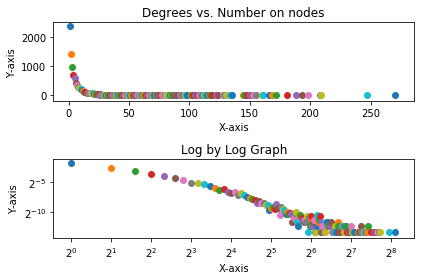 Degrees vs. Number on nodes
Y-axis
2000
1000
0
0 50 100 150 200 250
X-axis
Log by Log Graph
Y-axis
2^−5
2^−10
2^0 2^1 2^2 2^3 2^4 2^5 2^6 2^7 2^8
X-axis